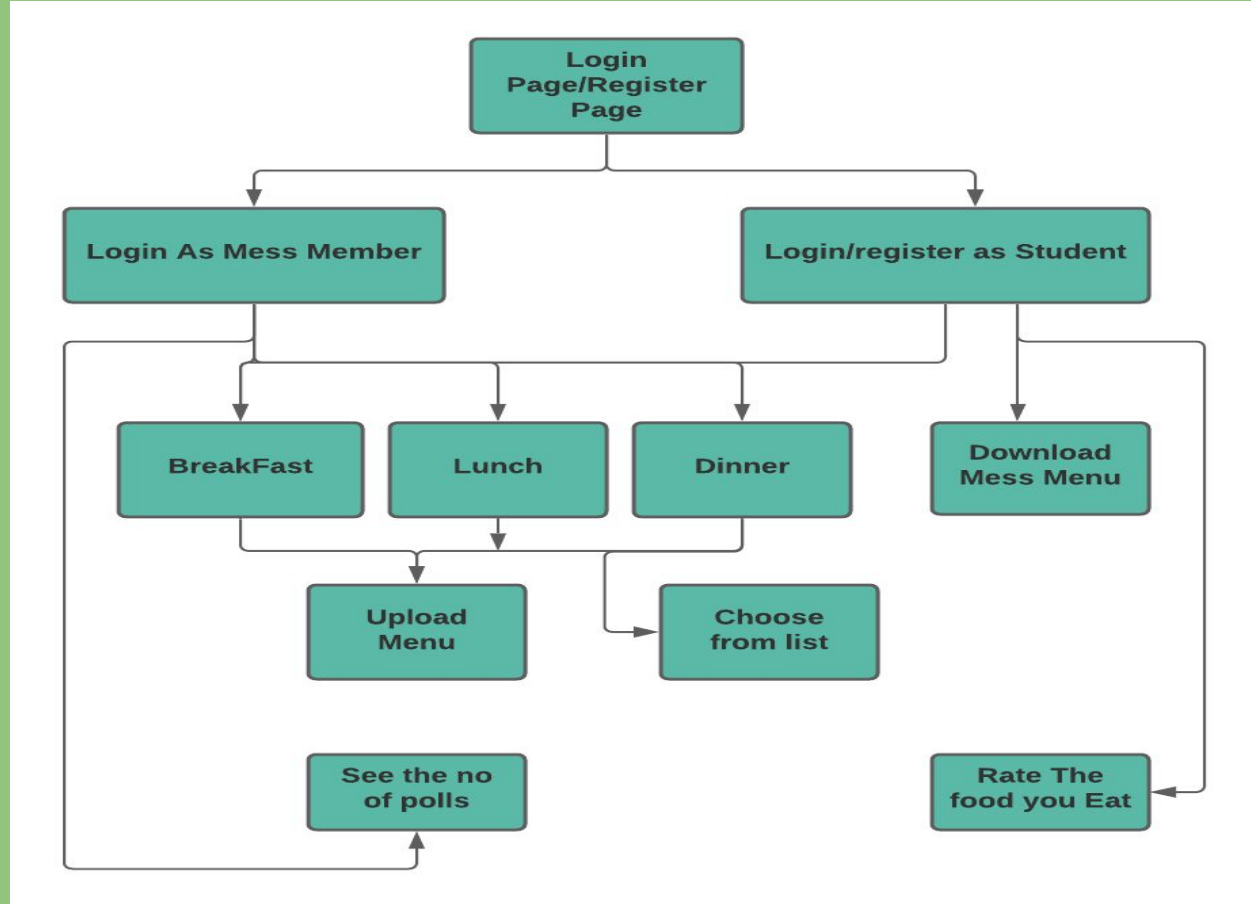 Login
Page/Register
Page
Login As Mess Member
Login/register as Student
BreakFast
Lunch
Dinner
Download
Mess Menu
Upload
Menu
Choose
from list
See the no
of polls
Rate The
food you Eat